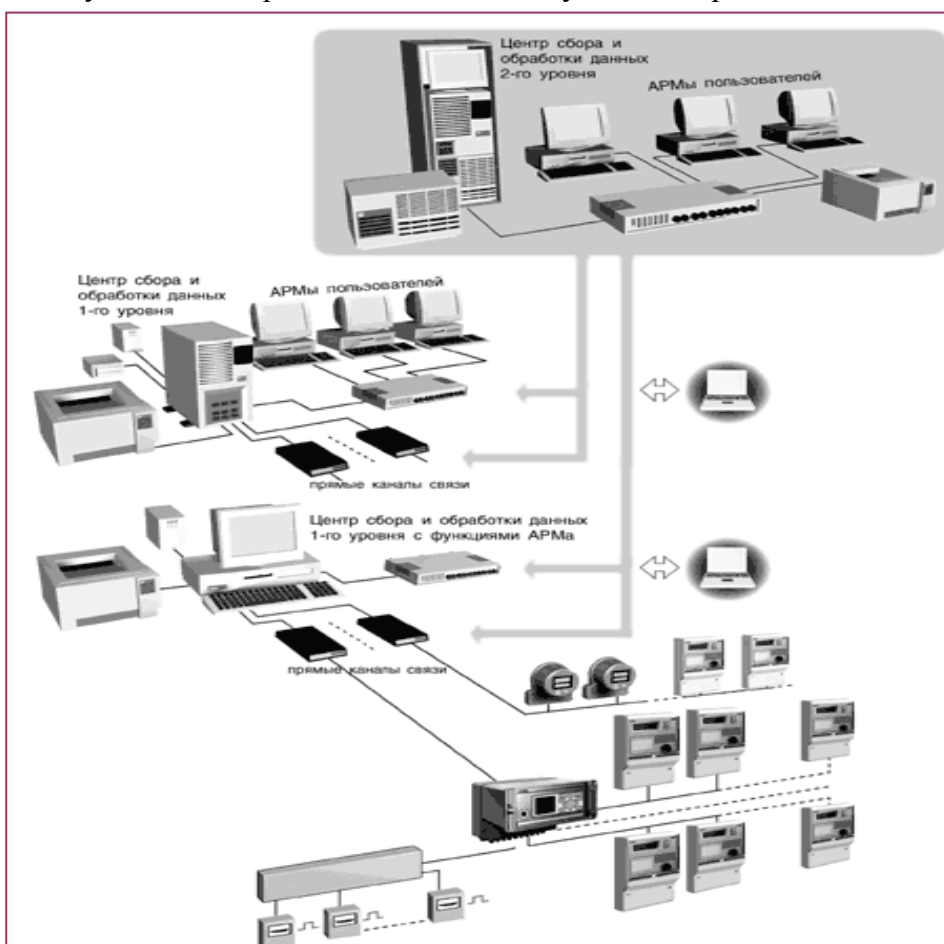 Центр сбора и
обработки данных
2-го уровня
АРМы пользователей
Центр сбора и
обработки данных
1-го уровня
АРМы пользователей
прямые каналы связи
Центр сбора и обработки данных
1-го уровня с функциями АРМа
прямые каналы связи